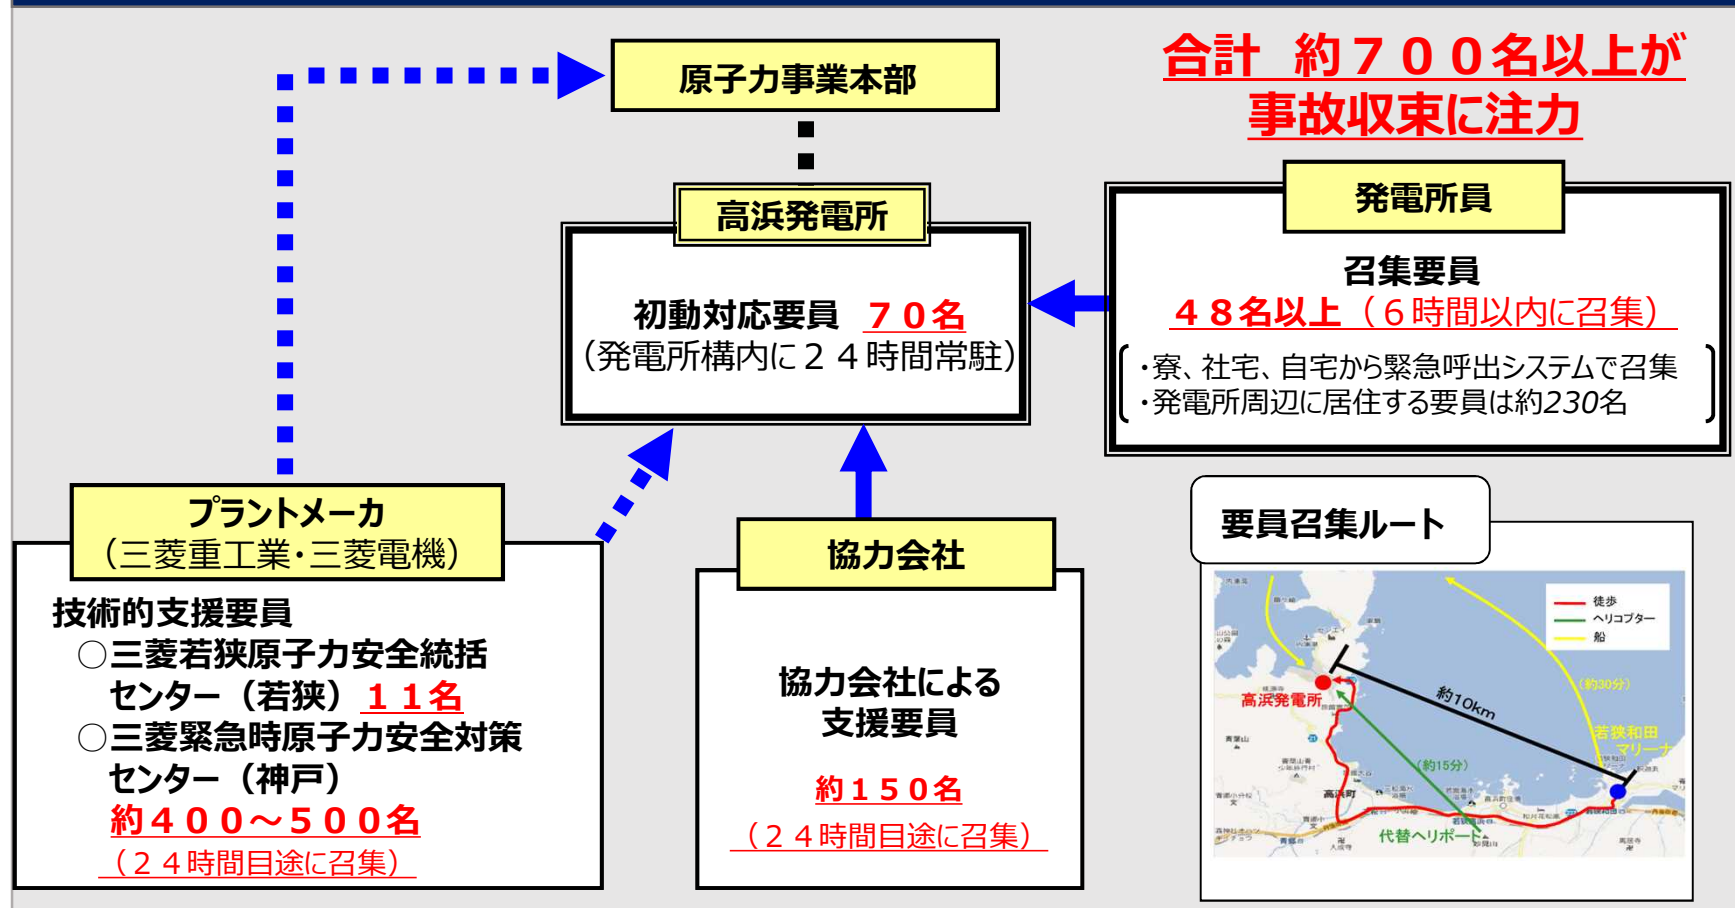 合計 約７００名以上が
事故収束に注力
原子力事業本部
高浜発電所
初動対応要員 ７０名
（発電所構内に２４時間常駐）
発電所員
召集要員
４８名以上（６時間以内に召集）
・寮、社宅、自宅から緊急呼出システムで召集
・発電所周辺に居住する要員は約230名
プラントメーカ
（三菱重工業・三菱電機）
技術的支援要員
○三菱若狭原子力安全統括
センター（若狭）１１名
○三菱緊急時原子力安全対策
センター（神戸）
約４００～５００名
（２４時間目途に召集）
協力会社
協力会社による
支援要員
約１５０名
（２４時間目途に召集）
要員召集ルート
徒歩
ヘリコプター
船
高浜発電所
約10km
（約30分）
若狭和田
マリーナ
（約15分）
高浜町
代替ヘリポート
青葉山